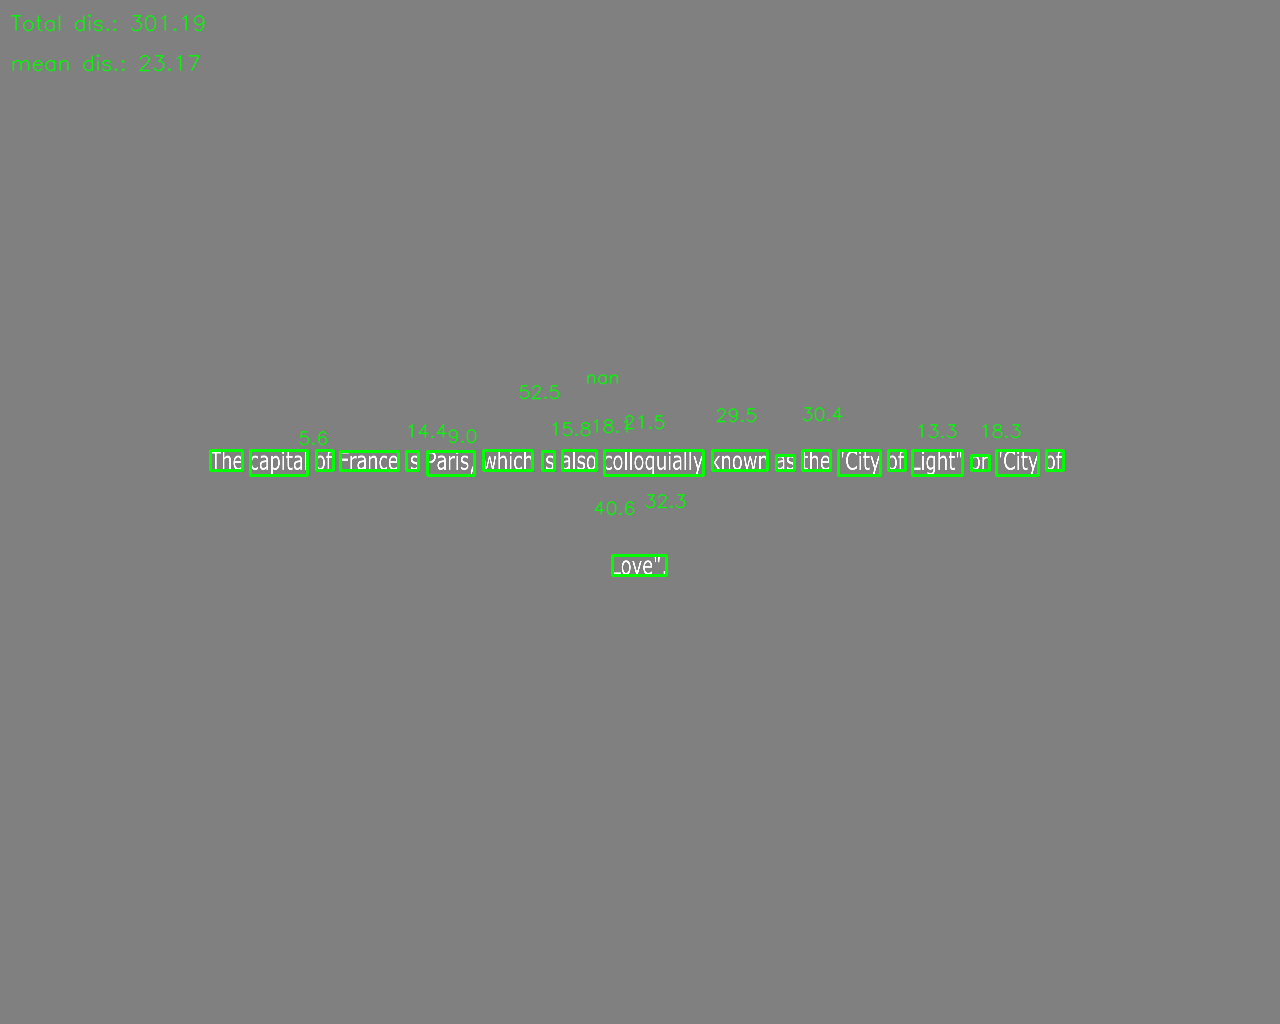 Total dis.: 301.19
mean dis.: 23.17
nan
52.5
5.6 14.4 9.0 15.8 18.1 21.5 29.5 30.4 13.3 18.3
The capital of France is Paris, which is also colloquially known as the "City of Light" or "City of
40.6 32.3
Love".